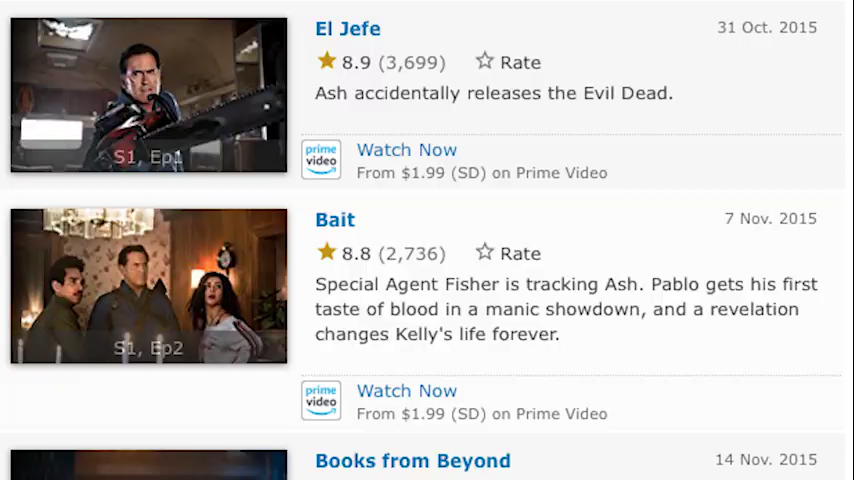 El Jefe
31 Oct. 2015
8.9 (3,699) Rate
Ash accidentally releases the Evil Dead.
S1, Ep1
prime video
Watch Now
From $1.99 (SD) on Prime Video
Bait
7 Nov. 2015
8.8 (2,736) Rate
Special Agent Fisher is tracking Ash. Pablo gets his first
taste of blood in a manic showdown, and a revelation
changes Kelly's life forever.
S1, Ep2
prime video
Watch Now
From $1.99 (SD) on Prime Video
Books from Beyond
14 Nov. 2015